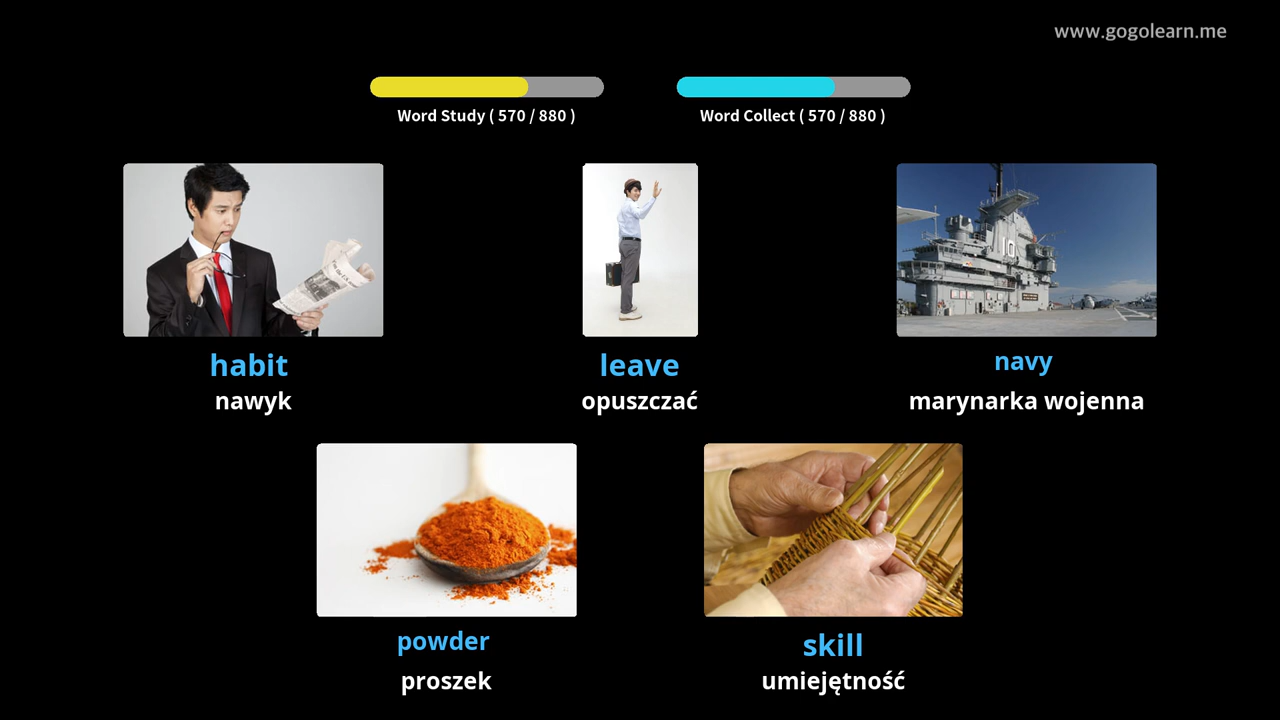 www.gogolearn.me
Word Study ( 570 / 880 )
Word Collect ( 570 / 880 )
habit
nawyk
leave
opuszczać
navy
marynarka wojenna
10
powder
proszek
skill
umiejętność